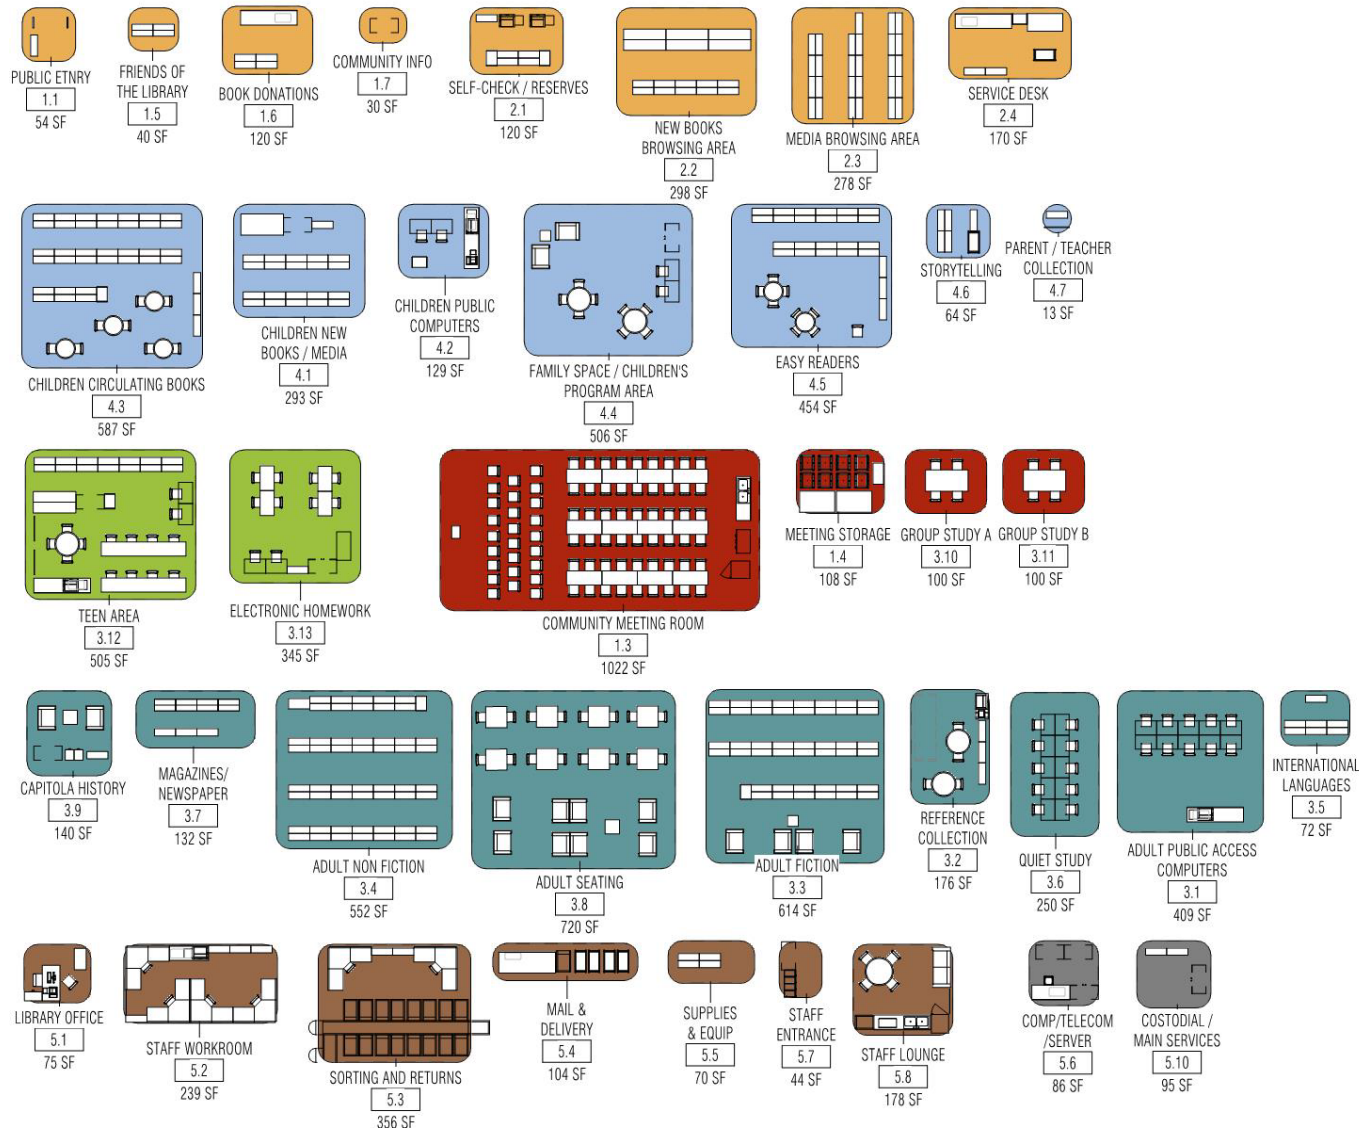 PUBLIC ETNRY
1.1
54 SF
FRIENDS OF
THE LIBRARY
1.5
40 SF
BOOK DONATIONS
1.6
120 SF
COMMUNITY INFO
1.7
30 SF
SELF-CHECK / RESERVES
2.1
120 SF
NEW BOOKS
BROWSING AREA
2.2
298 SF
MEDIA BROWSING AREA
2.3
278 SF
SERVICE DESK
2.4
170 SF
CHILDREN CIRCULATING BOOKS
4.3
587 SF
CHILDREN NEW
BOOKS / MEDIA
4.1
293 SF
CHILDREN PUBLIC
COMPUTERS
4.2
129 SF
FAMILY SPACE / CHILDREN'S
PROGRAM AREA
4.4
506 SF
EASY READERS
4.5
454 SF
STORYTELLING
4.6
64 SF
PARENT / TEACHER
COLLECTION
4.7
13 SF
TEEN AREA
3.12
505 SF
ELECTRONIC HOMEWORK
3.13
345 SF
COMMUNITY MEETING ROOM
1.3
1022 SF
MEETING STORAGE
1.4
108 SF
GROUP STUDY A
3.10
100 SF
GROUP STUDY B
3.11
100 SF
CAPITOLA HISTORY
3.9
140 SF
MAGAZINES/
NEWSPAPER
3.7
132 SF
ADULT NON FICTION
3.4
552 SF
ADULT SEATING
3.8
720 SF
ADULT FICTION
3.3
614 SF
REFERENCE
COLLECTION
3.2
176 SF
QUIET STUDY
3.6
250 SF
ADULT PUBLIC ACCESS
COMPUTERS
3.1
409 SF
INTERNATIONAL
LANGUAGES
3.5
72 SF
LIBRARY OFFICE
5.1
75 SF
STAFF WORKROOM
5.2
239 SF
SORTING AND RETURNS
5.3
356 SF
MAIL &
DELIVERY
5.4
104 SF
SUPPLIES
& EQUIP
5.5
70 SF
STAFF
ENTRANCE
5.7
44 SF
STAFF LOUNGE
5.8
178 SF
COMP/TELECOM
/SERVER
5.6
86 SF
CUSTODIAL /
MAIN SERVICES
5.10
95 SF